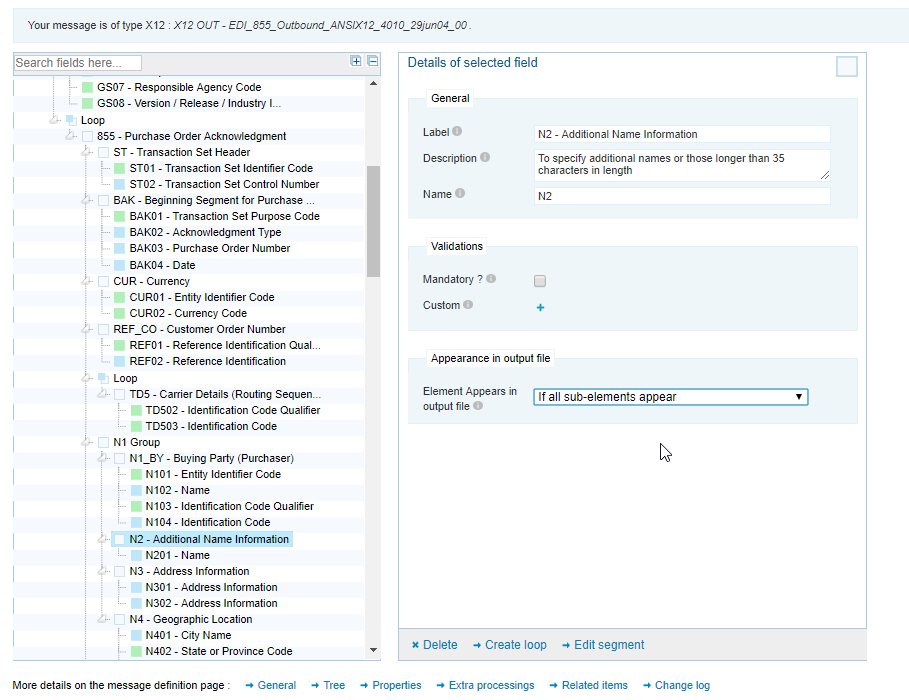 Your message is of type X12 : X12 OUT - EDI_855_Outbound_ANSIX12_4010_29jun04_00 .
Search fields here...
GS07 - Responsible Agency Code
GS08 - Version / Release / Industry I...
Loop
855 - Purchase Order Acknowledgment
ST - Transaction Set Header
ST01 - Transaction Set Identifier Code
ST02 - Transaction Set Control Number
BAK - Beginning Segment for Purchase ...
BAK01 - Transaction Set Purpose Code
BAK02 - Acknowledgment Type
BAK03 - Purchase Order Number
BAK04 - Date
CUR - Currency
CUR01 - Entity Identifier Code
CUR02 - Currency Code
REF_CO - Customer Order Number
REF01 - Reference Identification Qual...
REF02 - Reference Identification
Loop
TD5 - Carrier Details (Routing Sequen...
TD502 - Identification Code Qualifier
TD503 - Identification Code
N1 Group
N1_BY - Buying Party (Purchaser)
N101 - Entity Identifier Code
N102 - Name
N103 - Identification Code Qualifier
N104 - Identification Code
N2 - Additional Name Information
N201 - Name
N3 - Address Information
N301 - Address Information
N302 - Address Information
N4 - Geographic Location
N401 - City Name
N402 - State or Province Code
Details of selected field
General
Label N2 - Additional Name Information
Description To specify additional names or those longer than 35
characters in length
Name N2
Validations
Mandatory ?
Custom
Appearance in output file
Element Appears in
output file If all sub-elements appear
Delete Create loop Edit segment
More details on the message definition page : General Tree Properties Extra processings Related items Change log